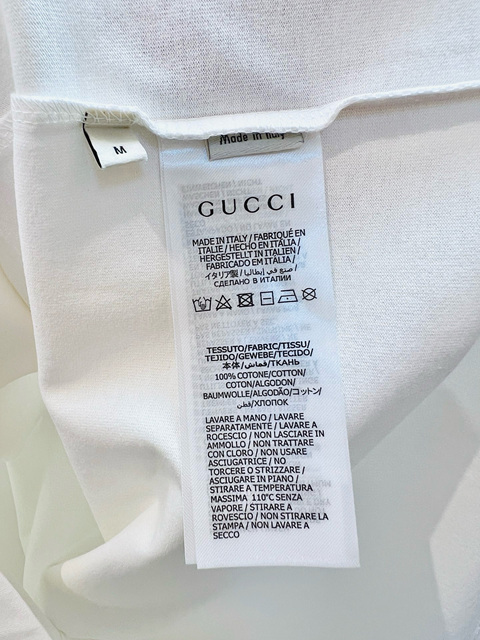 M
Made in Italy
GUCCI
MADE IN ITALY / FABRIQUÉ EN
ITALIE / HECHO EN ITALIA /
HERGESTELLT IN ITALIEN /
FABRICADO EM ITÁLIA /
イタリア製 / صنع في إيطاليا /
СДЕЛАНО В ИТАЛИИ
TESSUTO/FABRIC/TISSU/
TEJIDO/GEWEBE/TECIDO/
本体/قماش/ТКАНЬ
100% COTONE/COTTON/
COTON/ALGODON/
BAUMWOLLE/ALGODÃO/コットン/
قطن/ХЛОПОК
LAVARE A MANO / LAVARE
SEPARATAMENTE / LAVARE A
ROCESCIO / NON LASCIARE IN
AMMOLLO / NON TRATTARE
CON CLORO / NON USARE
ASCIUGATRICE / NO
TORCERE O STRIZZARE /
ASCIUGARE IN PIANO /
STIRARE A TEMPERATURA
MASSIMA 110°C SENZA
VAPORE / STIRARE A
ROVESCIO / NON STIRARE LA
STAMPA / NON LAVARE A
SECCO